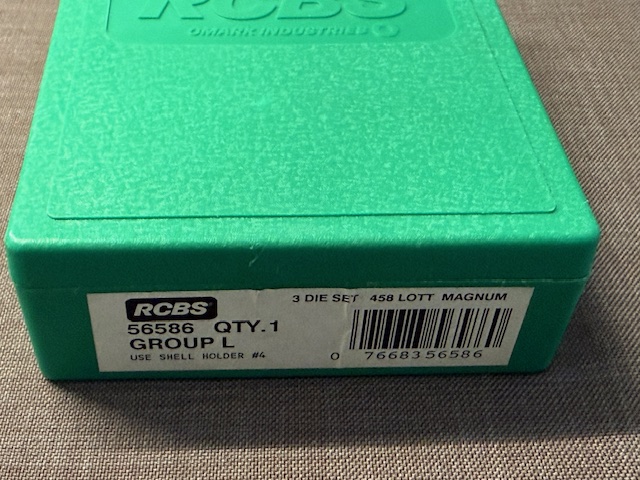 RCBS
OMARK INDUSTRIES
RCBS
3 DIE SET 458 LOTT MAGNUM
56586 QTY.1
GROUP L
USE SHELL HOLDER #4
0 7668356586